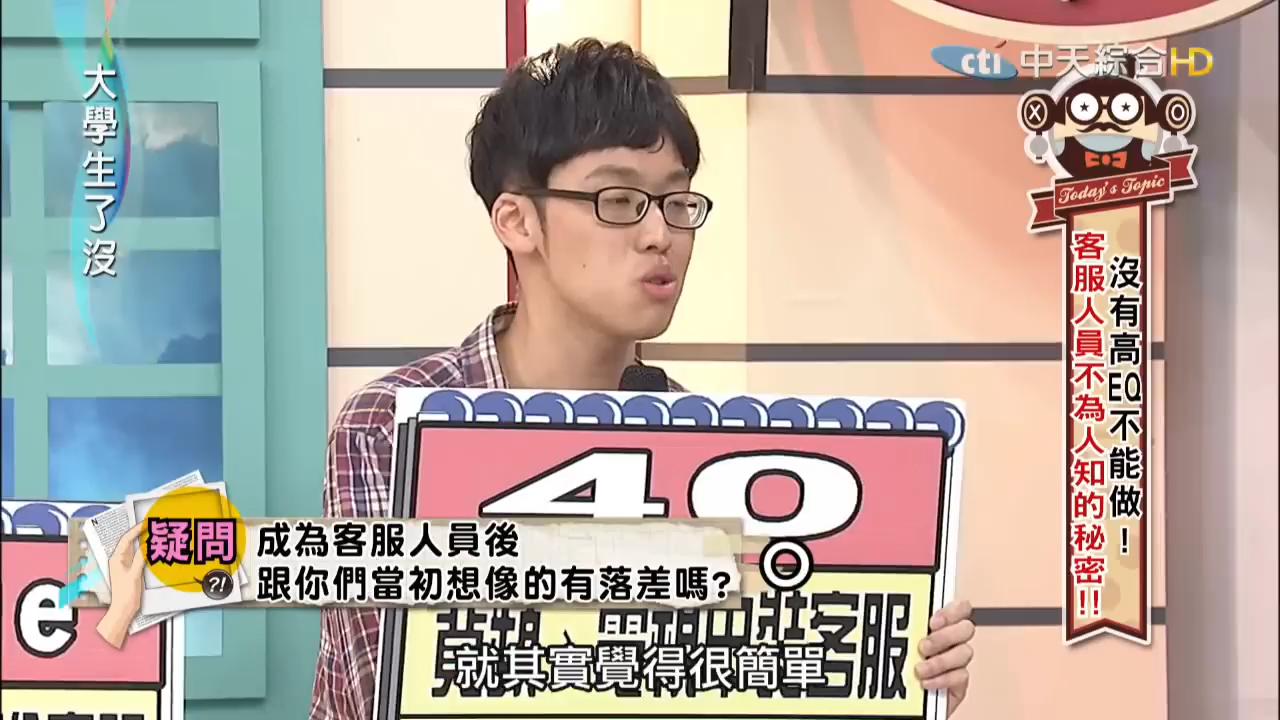 大學生了沒
cti 中天綜合HD
X O
Today's Topic
沒有高EQ不能做！
客服人員不為人知的秘密!!
40
e
疑問
?!
成為客服人員後
跟你們當初想像的有落差嗎?
客服
就其實覺得很簡單